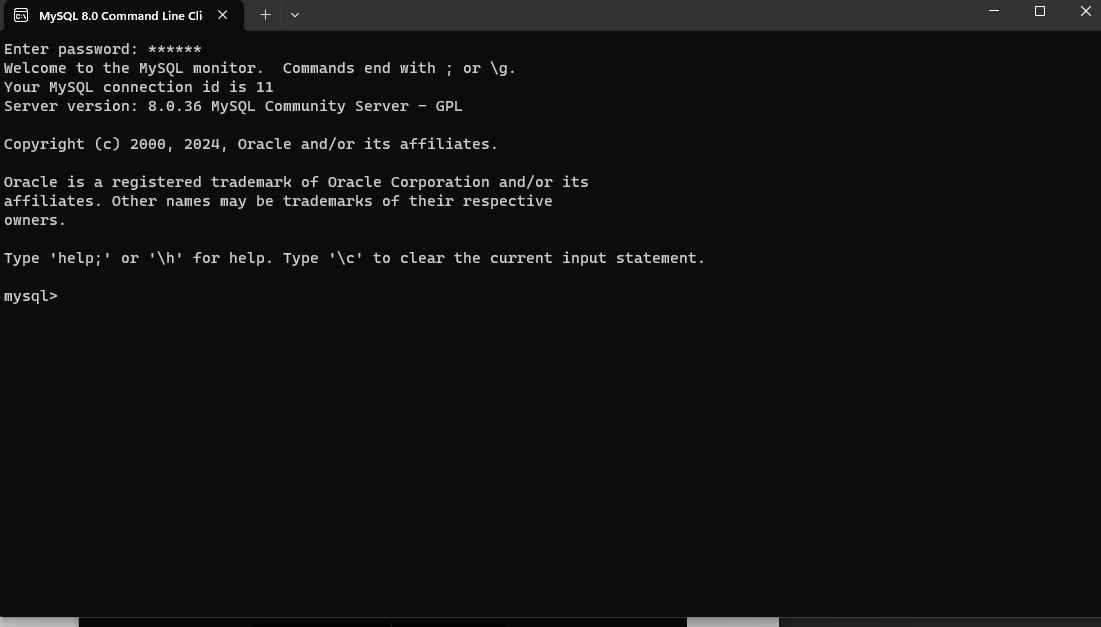 MySQL 8.0 Command Line Cli
Enter password: ******
Welcome to the MySQL monitor.  Commands end with ; or \g.
Your MySQL connection id is 11
Server version: 8.0.36 MySQL Community Server - GPL
Copyright (c) 2000, 2024, Oracle and/or its affiliates.
Oracle is a registered trademark of Oracle Corporation and/or its
affiliates. Other names may be trademarks of their respective
owners.
Type 'help;' or '\h' for help. Type '\c' to clear the current input statement.
mysql>